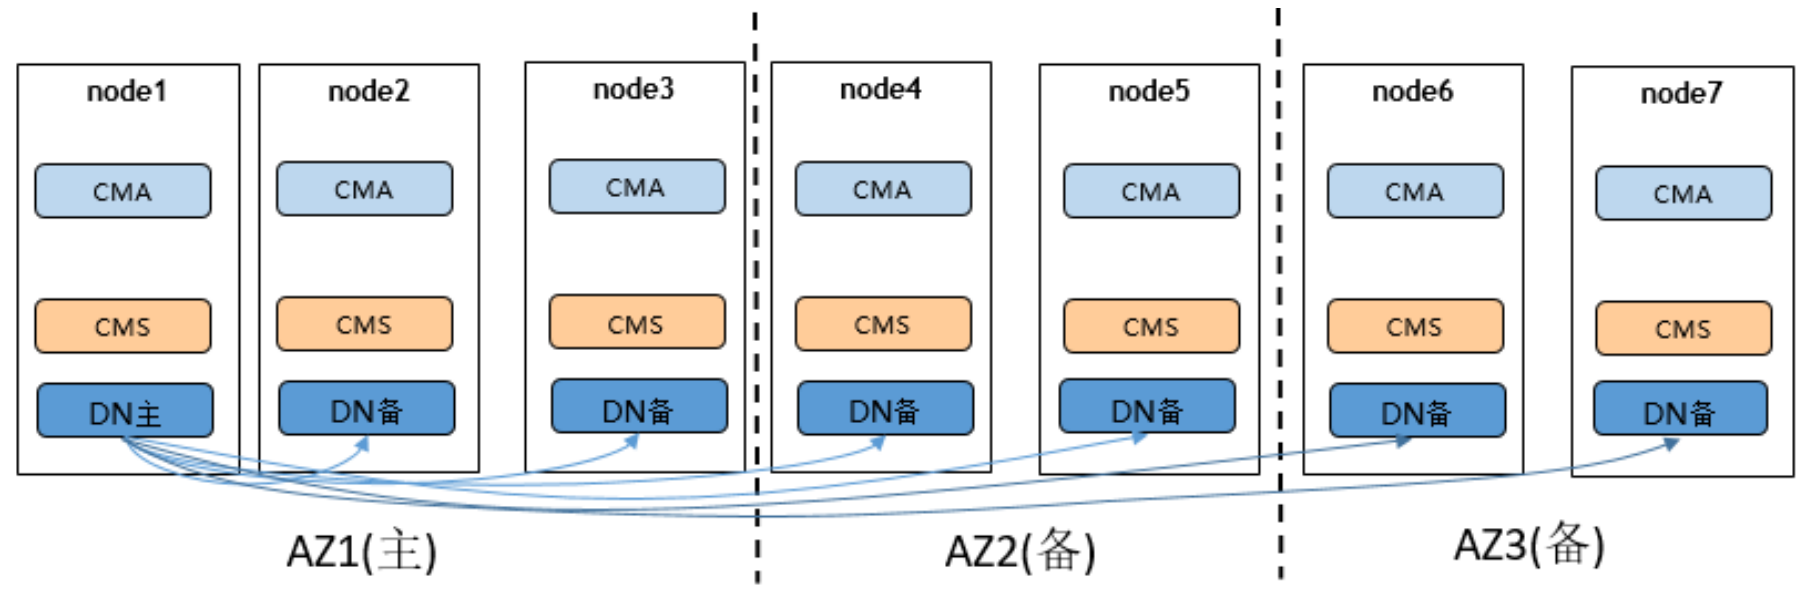 node1
node2
node3
node4
node5
node6
node7
CMA
CMA
CMA
CMA
CMA
CMA
CMA
CMS
CMS
CMS
CMS
CMS
CMS
CMS
DN主
DN备
DN备
DN备
DN备
DN备
DN备
AZ1(主)
AZ2(备)
AZ3(备)